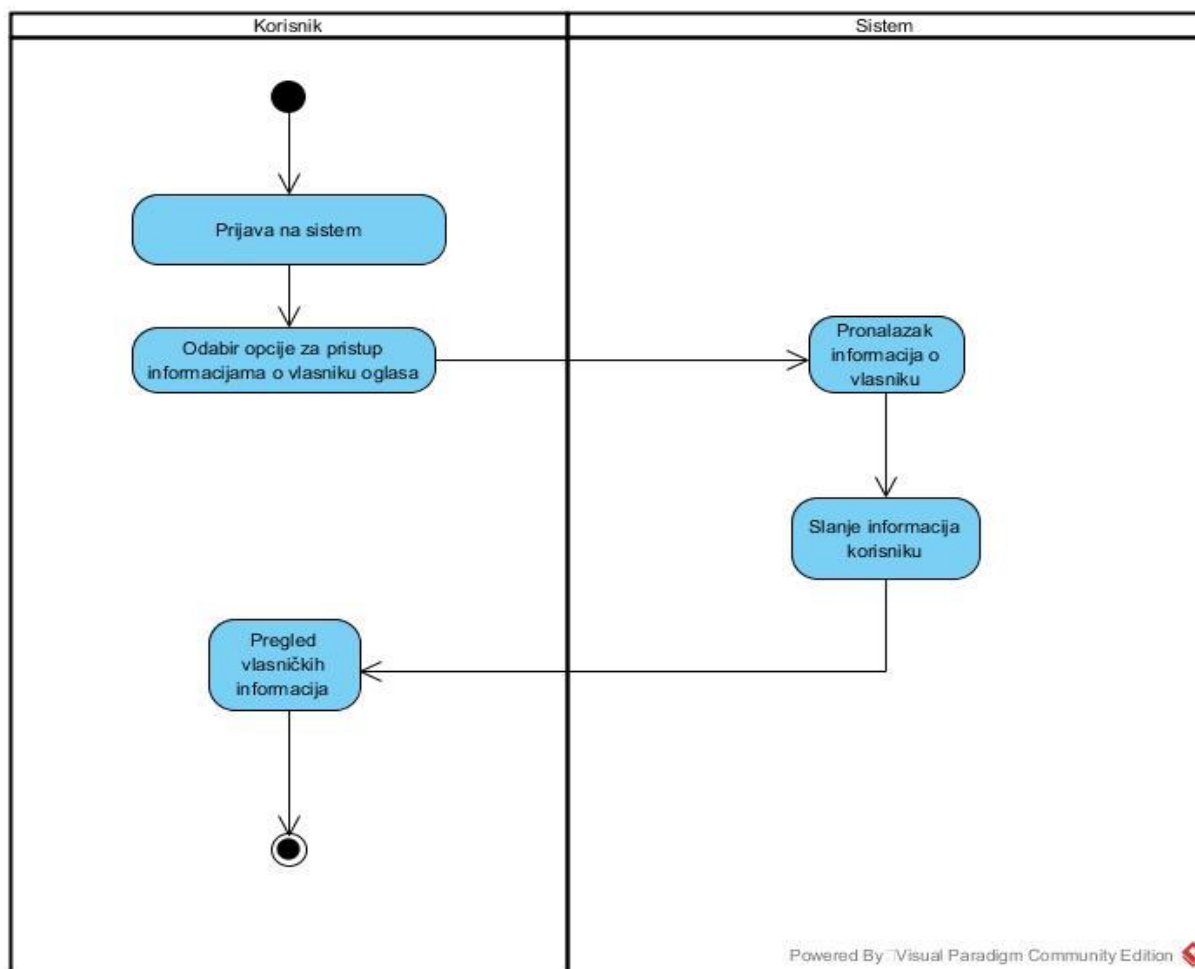 Korisnik
Sistem
Prijava na sistem
Odabir opcije za pristup
informacijama o vlasniku oglasa
Pronalazak
informacija o
vlasniku
Slanje informacija
korisniku
Pregled
vlasničkih
informacija
Powered By Visual Paradigm Community Edition